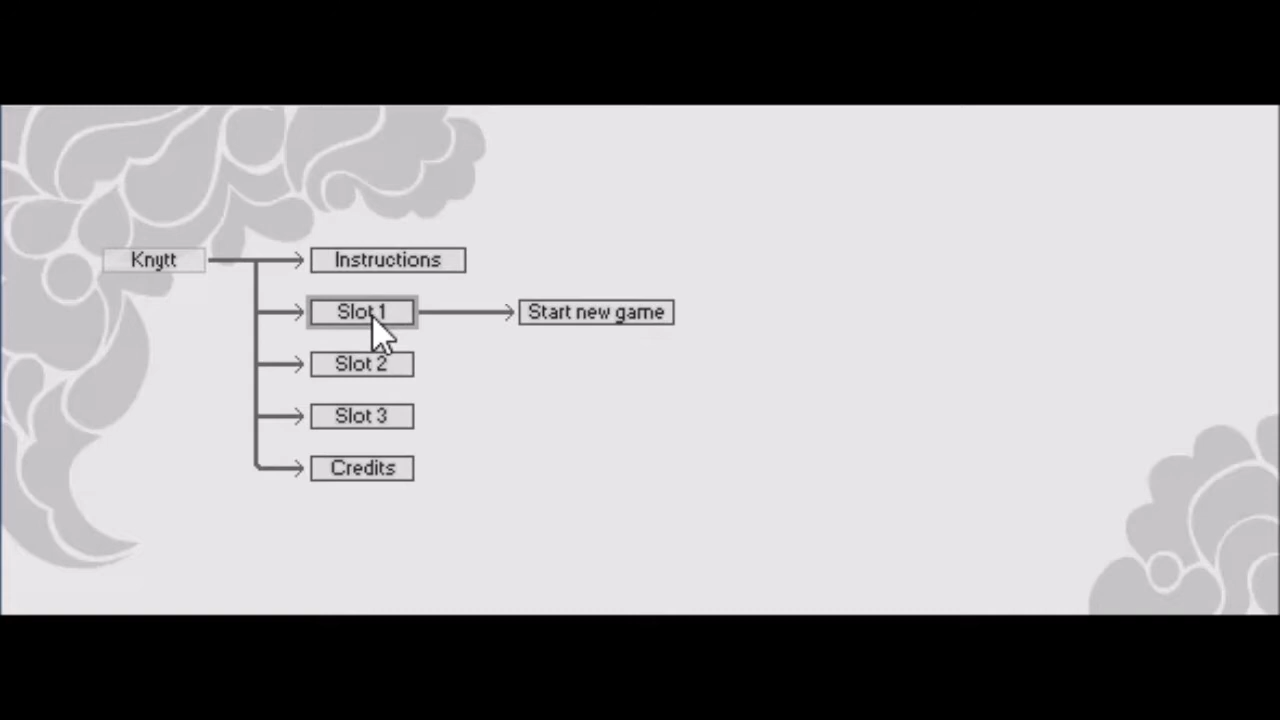 Knytt
Instructions
Slot 1
Start new game
Slot 2
Slot 3
Credits